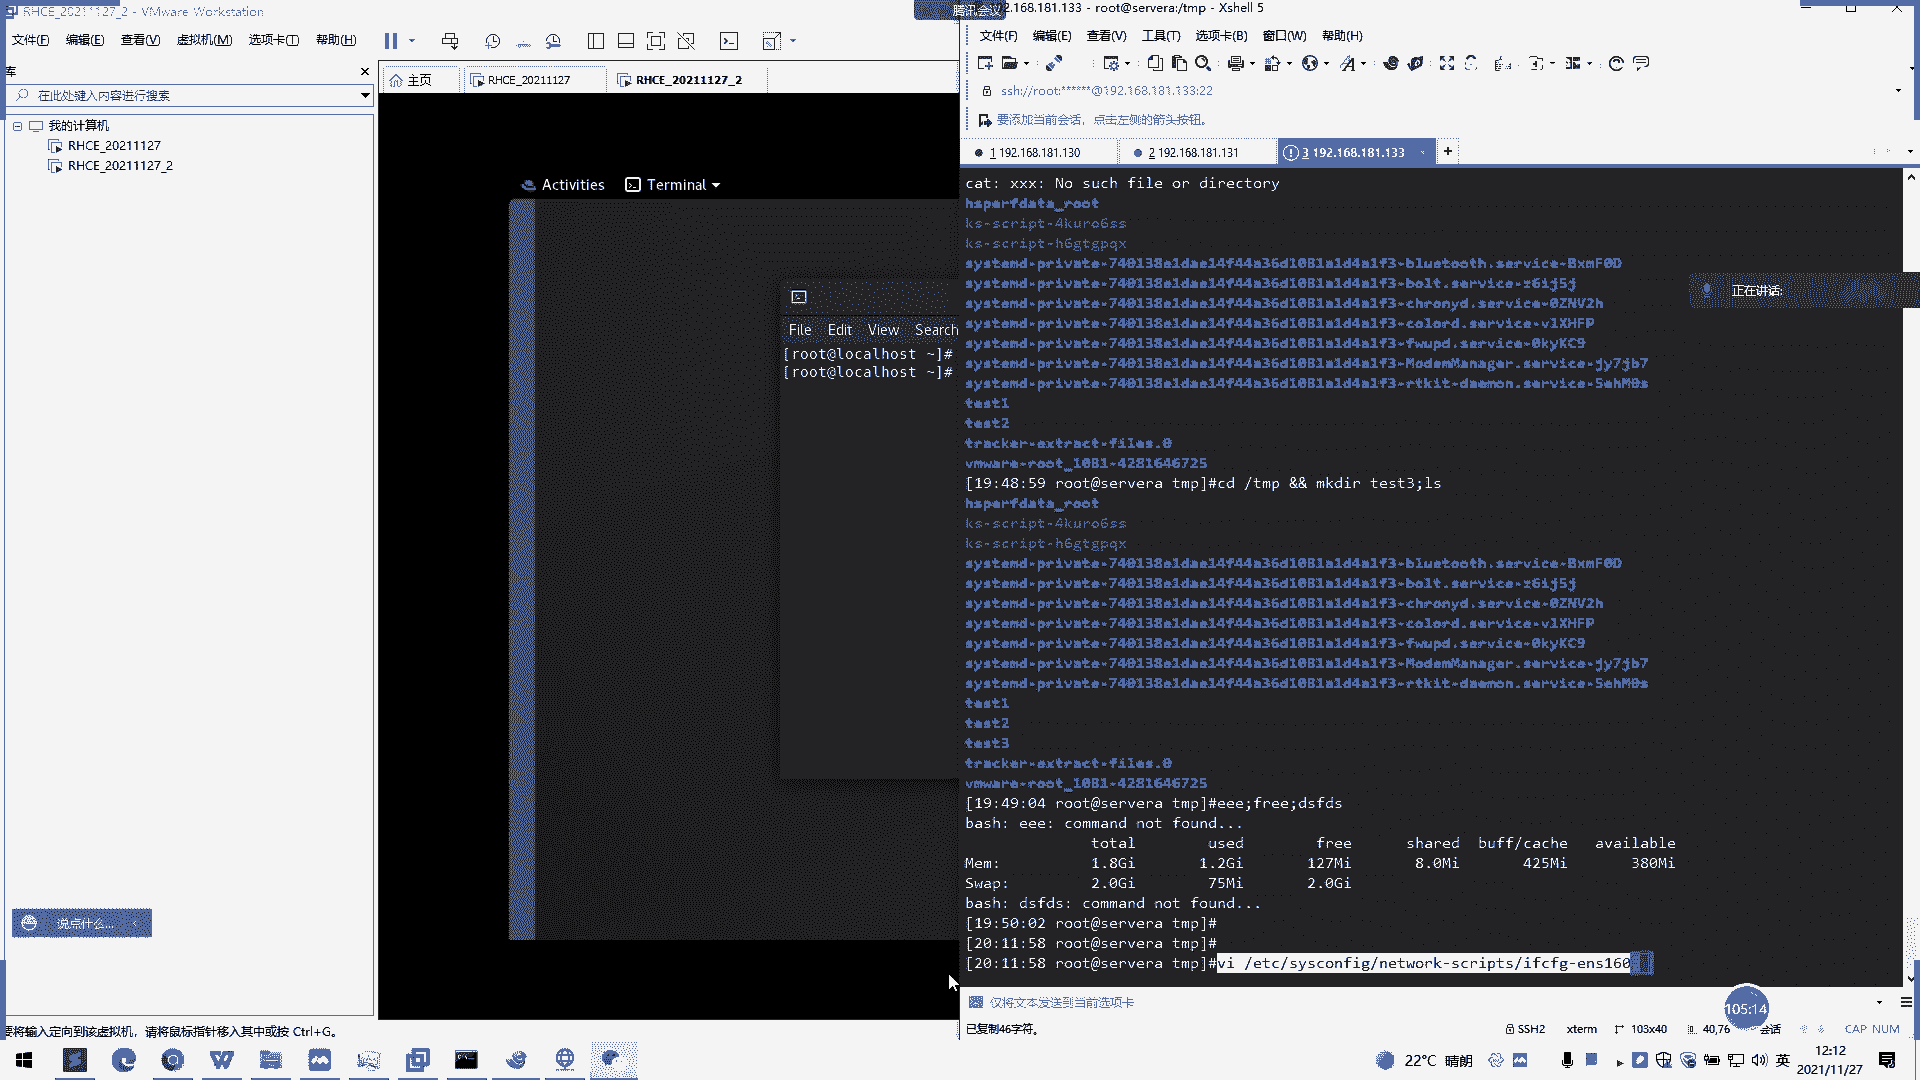 RHCE_20211127_2 - VMware Workstation
文件(F) 编辑(E) 查看(V) 虚拟机(M) 选项卡(T) 帮助(H)
库
在此处键入内容进行搜索
我的计算机
RHCE_20211127
RHCE_20211127_2
主页
RHCE_20211127
RHCE_20211127_2
Activities
Terminal
File Edit View Search
[root@localhost ~]#
[root@localhost ~]#
说点什么...
要将输入定向到该虚拟机，请将鼠标指针移入其中或按 Ctrl+G。
腾讯会议
192.168.181.133 - root@servera:/tmp - Xshell 5
文件(F) 编辑(E) 查看(V) 工具(T) 选项卡(B) 窗口(W) 帮助(H)
ssh://root:******@192.168.181.133:22
要添加当前会话，点击左侧的箭头按钮。
1 192.168.181.130
2 192.168.181.131
3 192.168.181.133
cat: xxx: No such file or directory
hsperfdata_root
ks-script-4kuro6ss
ks-script-h6gtgpqx
systemd-private-740138e1dae14f44a36d1081a1d4a1f3-bluetooth.service-BxmF0D
systemd-private-740138e1dae14f44a36d1081a1d4a1f3-bolt.service-z6ij5j
systemd-private-740138e1dae14f44a36d1081a1d4a1f3-chronyd.service-0ZNV2h
systemd-private-740138e1dae14f44a36d1081a1d4a1f3-colord.service-v1XHFP
systemd-private-740138e1dae14f44a36d1081a1d4a1f3-fwupd.service-0kyKC9
systemd-private-740138e1dae14f44a36d1081a1d4a1f3-ModemManager.service-jy7jb7
systemd-private-740138e1dae14f44a36d1081a1d4a1f3-rtkit-daemon.service-5ehM0s
test1
test2
tracker-extract-files.0
vmware-root_1081-4281646725
[19:48:59 root@servera tmp]#cd /tmp && mkdir test3;ls
hsperfdata_root
ks-script-4kuro6ss
ks-script-h6gtgpqx
systemd-private-740138e1dae14f44a36d1081a1d4a1f3-bluetooth.service-BxmF0D
systemd-private-740138e1dae14f44a36d1081a1d4a1f3-bolt.service-z6ij5j
systemd-private-740138e1dae14f44a36d1081a1d4a1f3-chronyd.service-0ZNV2h
systemd-private-740138e1dae14f44a36d1081a1d4a1f3-colord.service-v1XHFP
systemd-private-740138e1dae14f44a36d1081a1d4a1f3-fwupd.service-0kyKC9
systemd-private-740138e1dae14f44a36d1081a1d4a1f3-ModemManager.service-jy7jb7
systemd-private-740138e1dae14f44a36d1081a1d4a1f3-rtkit-daemon.service-5ehM0s
test1
test2
test3
tracker-extract-files.0
vmware-root_1081-4281646725
[19:49:04 root@servera tmp]#eee;free;dsfds
bash: eee: command not found...
total used free shared buff/cache available
Mem: 1.8Gi 1.2Gi 127Mi 8.0Mi 425Mi 380Mi
Swap: 2.0Gi 75Mi 2.0Gi
bash: dsfds: command not found...
[19:50:02 root@servera tmp]#
[20:11:58 root@servera tmp]#
[20:11:58 root@servera tmp]#vi /etc/sysconfig/network-scripts/ifcfg-ens160
正在讲话:
仅将文本发送到当前选项卡
已复制46字符。
SSH2 xterm 103x40 40,76 会话 CAP NUM
105:14
22°C 晴朗
英
12:12
2021/11/27